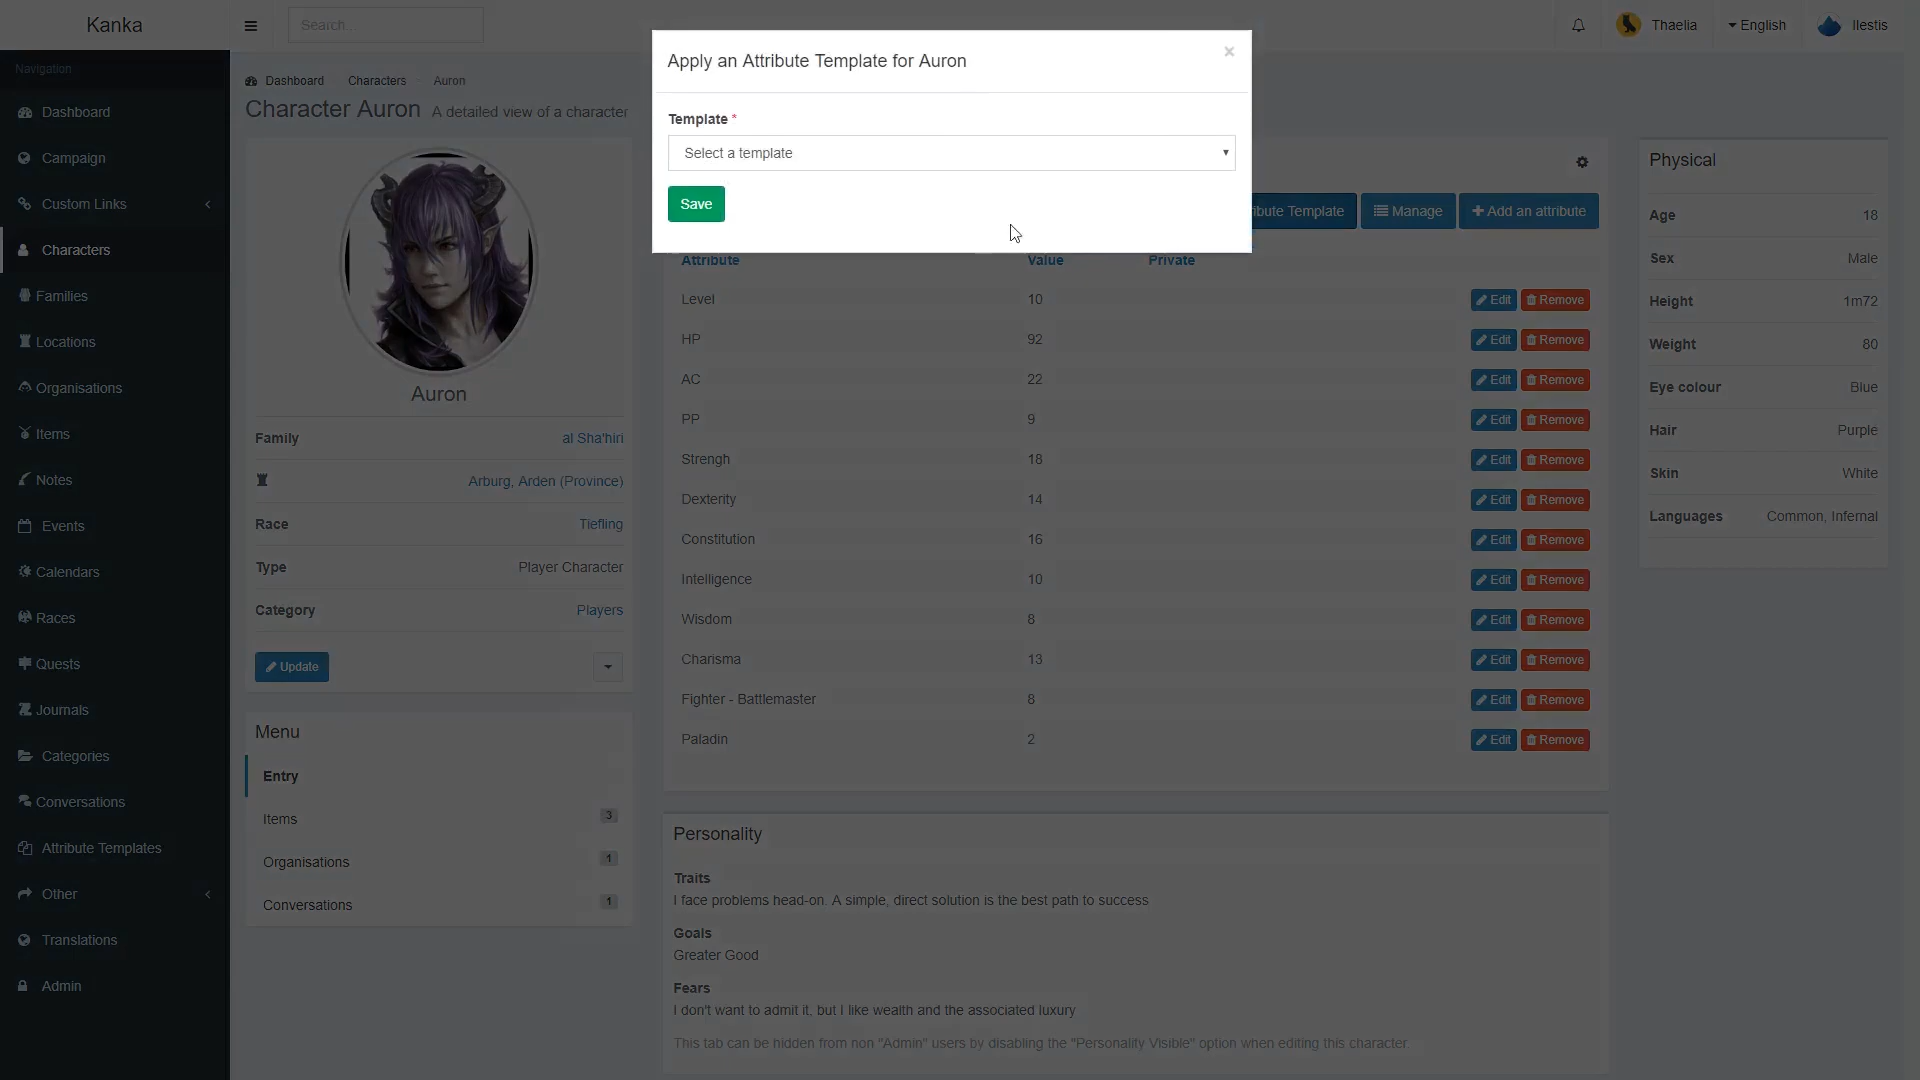 Kanka
Search...
Thaelia
English
Ilestis
Navigation
Dashboard
Campaign
Custom Links
Characters
Families
Locations
Organisations
Items
Notes
Events
Calendars
Races
Quests
Journals
Categories
Conversations
Attribute Templates
Other
Translations
Admin
Dashboard Characters Auron
Character Auron A detailed view of a character
Auron
Family al Sha'hiri
Arburg, Arden (Province)
Race Tiefling
Type Player Character
Category Players
Update
Menu
Entry
Items 3
Organisations 1
Conversations 1
Apply an Attribute Template for Auron ×
Template *
Select a template
Save
ibute Template Manage Add an attribute
Attribute Value Private
Level 10 Edit Remove
HP 92 Edit Remove
AC 22 Edit Remove
PP 9 Edit Remove
Strengh 18 Edit Remove
Dexterity 14 Edit Remove
Constitution 16 Edit Remove
Intelligence 10 Edit Remove
Wisdom 8 Edit Remove
Charisma 13 Edit Remove
Fighter - Battlemaster 8 Edit Remove
Paladin 2 Edit Remove
Personality
Traits
I face problems head-on. A simple, direct solution is the best path to success
Goals
Greater Good
Fears
I don't want to admit it, but I like wealth and the associated luxury
This tab can be hidden from non "Admin" users by disabling the "Personality Visible" option when editing this character.
Physical
Age 18
Sex Male
Height 1m72
Weight 80
Eye colour Blue
Hair Purple
Skin White
Languages Common, Infernal